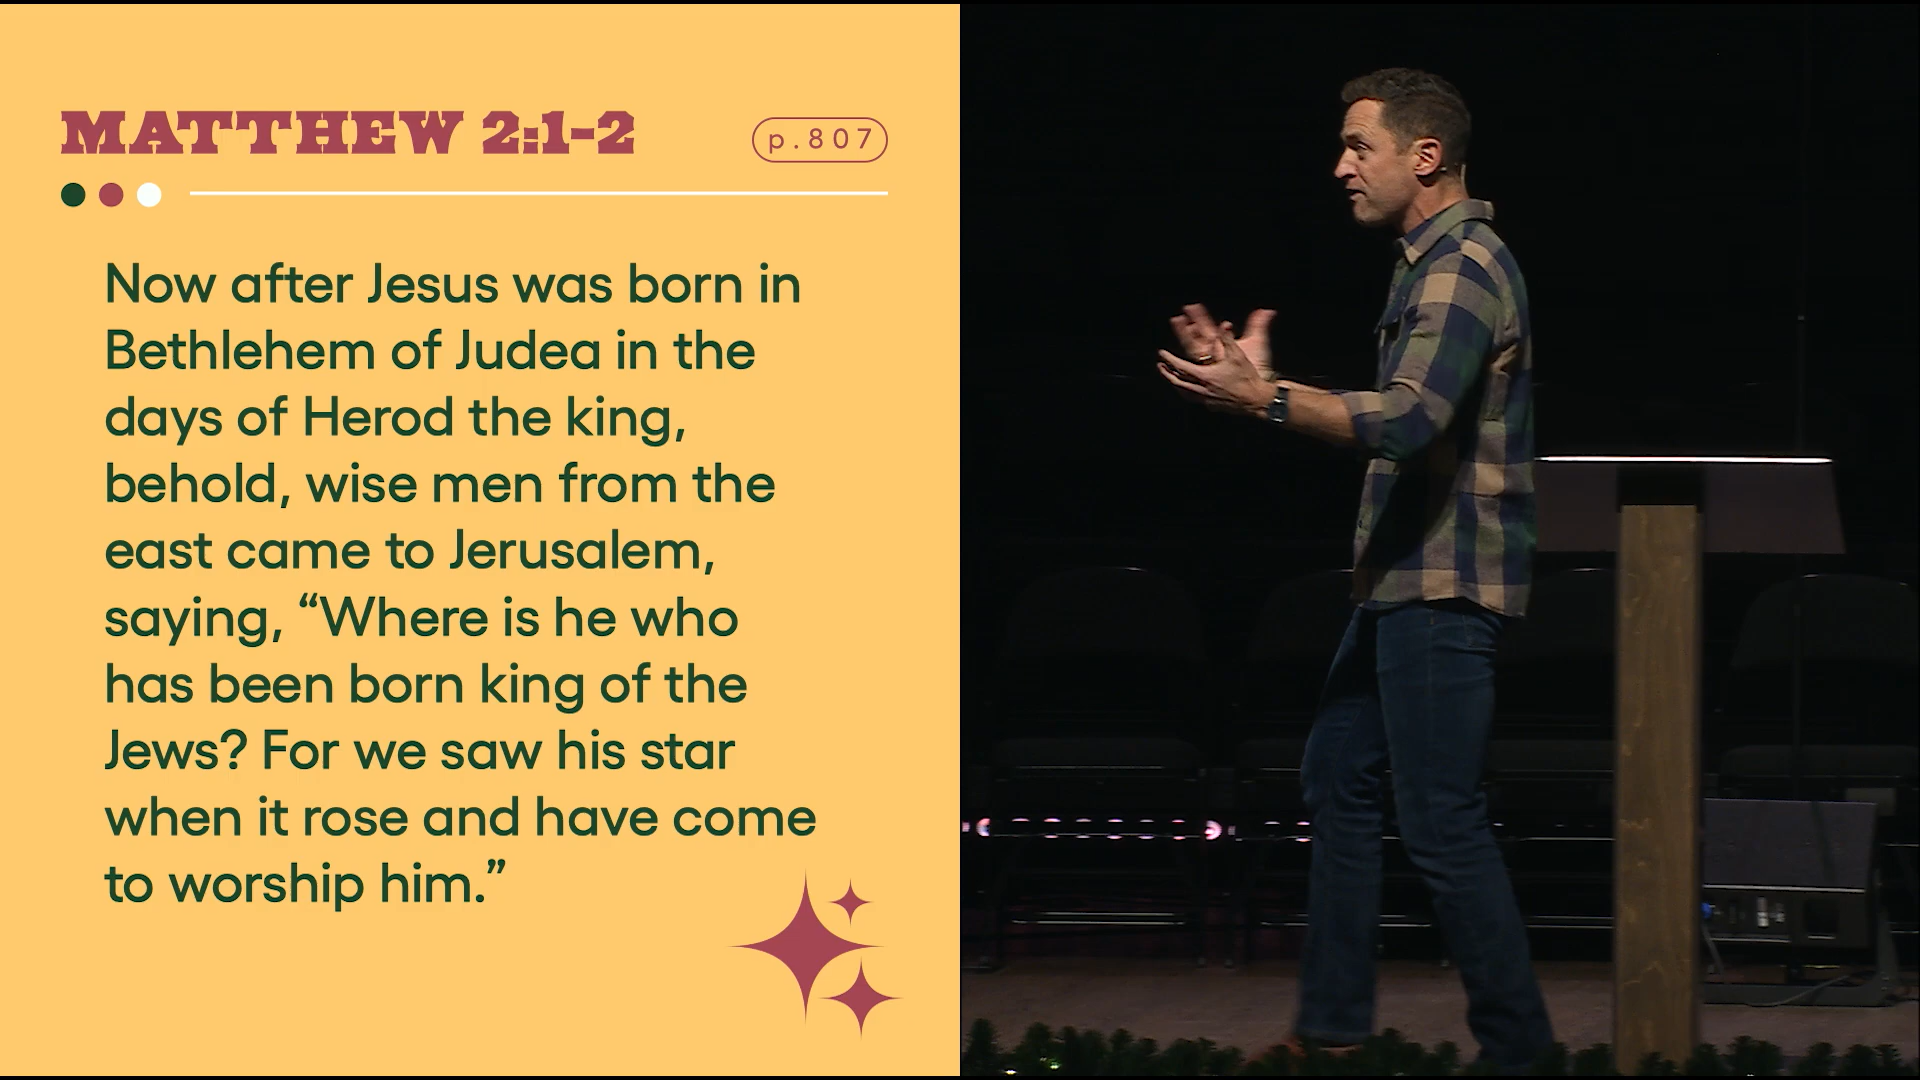 MATTHEW 2:1-2
p.807
Now after Jesus was born in
Bethlehem of Judea in the
days of Herod the king,
behold, wise men from the
east came to Jerusalem,
saying, “Where is he who
has been born king of the
Jews? For we saw his star
when it rose and have come
to worship him.”